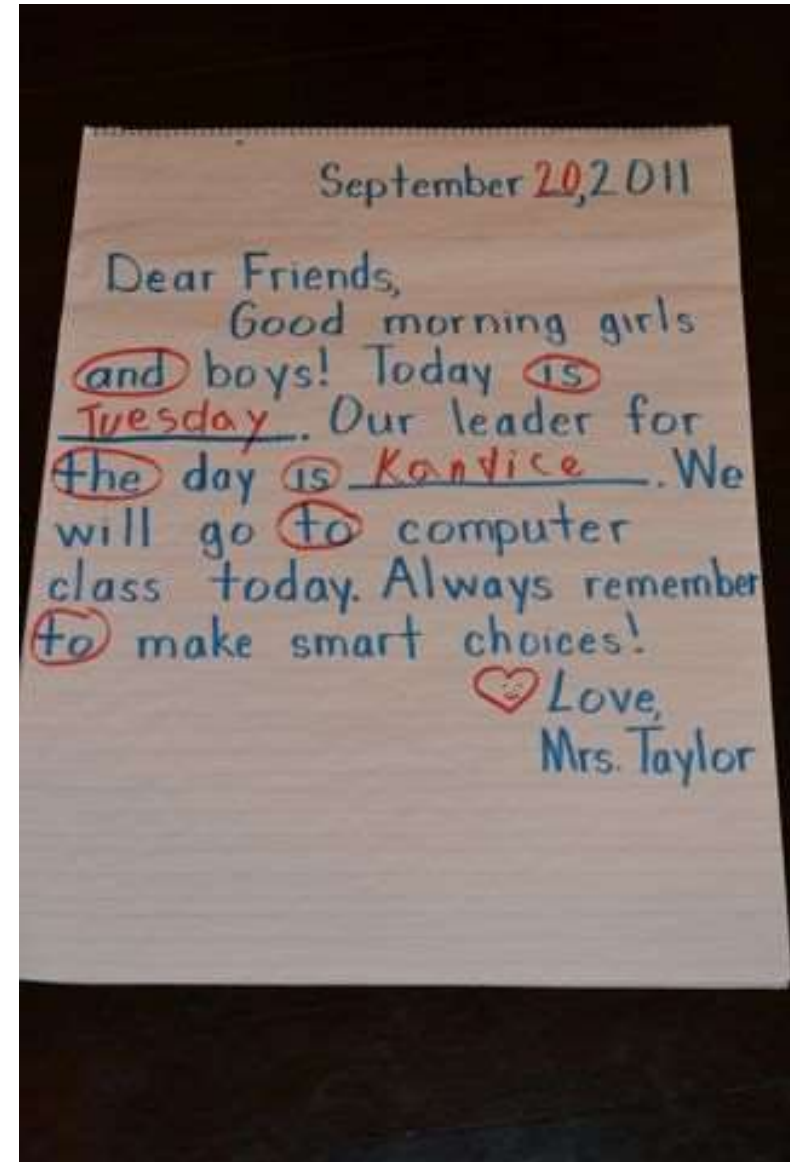 September 20, 2011
Dear Friends,
Good morning girls
and boys! Today is
Tuesday. Our leader for
the day is Kandice. We
will go to computer
class today. Always remember
to make smart choices!
Love,
Mrs. Taylor